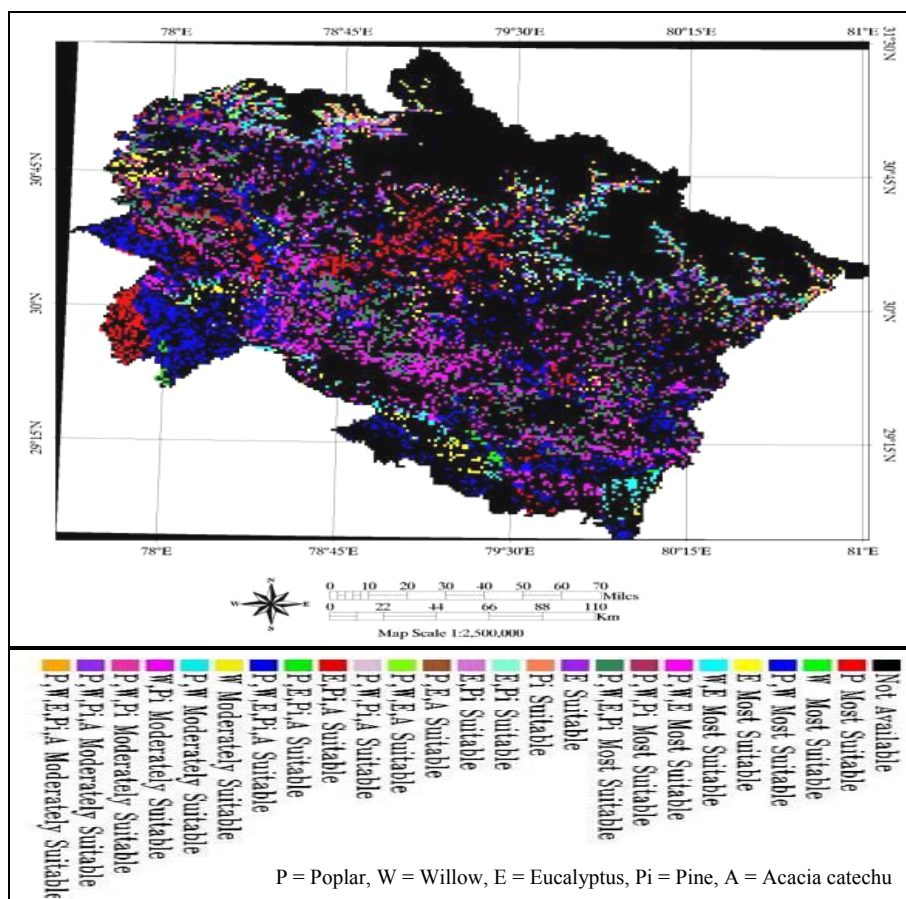 78°E 78°45'E 79°30'E 80°15'E 81°E
31°30'N
30°45'N 30°45'N
30°N 30°N
29°15'N 29°15'N
78°E 78°45'E 79°30'E 80°15'E 81°E
N
W E
S
0 10 20 30 40 50 60 70
Miles
0 22 44 66 88 110
Km
Map Scale 1:2,500,000
Not Available
P Most Suitable
W Most Suitable
P,W Most Suitable
E Most Suitable
W,E Most Suitable
P,W,E Most Suitable
P,W,Pi Most Suitable
P,W,E,Pi Most Suitable
E Suitable
Pi Suitable
E,Pi Suitable
E,Pi Suitable
P,E,A Suitable
P,W,E,A Suitable
P,W,Pi,A Suitable
E,Pi,A Suitable
P,W,E,Pi,A Suitable
W Moderately Suitable
P,W Moderately Suitable
W,Pi Moderately Suitable
P,W,Pi Moderately Suitable
P,W,Pi,A Moderately Suitable
P,W,E,Pi,A Moderately Suitable
P = Poplar, W = Willow, E = Eucalyptus, Pi = Pine, A = Acacia catechu